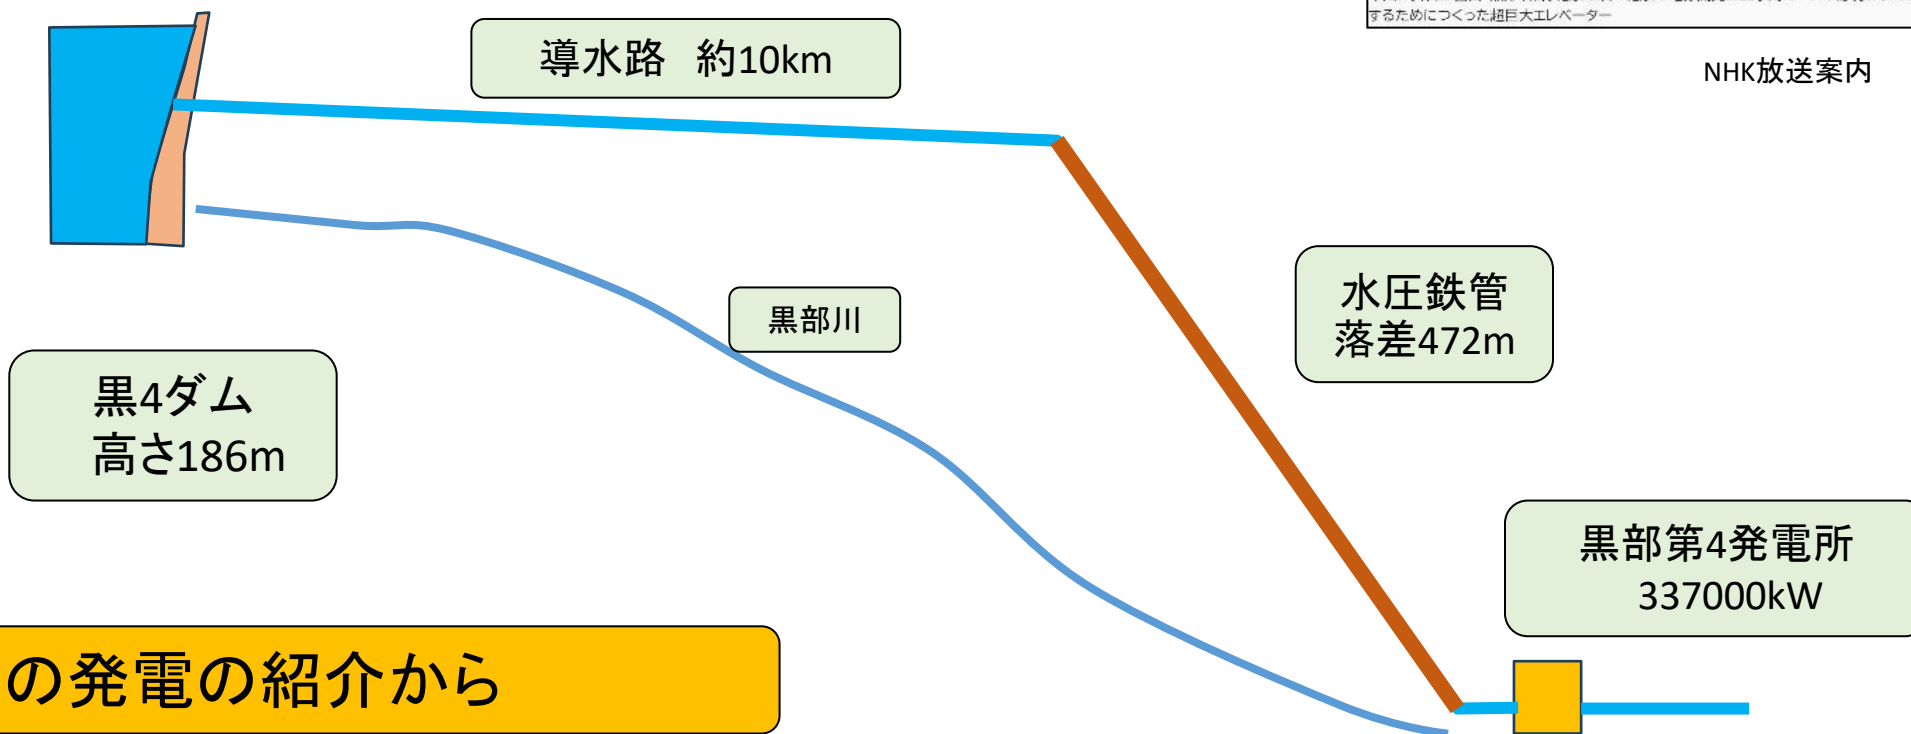 するためにつくった超巨大エレベーター
NHK放送案内
導水路 約10km
黒部川
水圧鉄管
落差472m
黒4ダム
高さ186m
黒部第4発電所
337000kW
の発電の紹介から